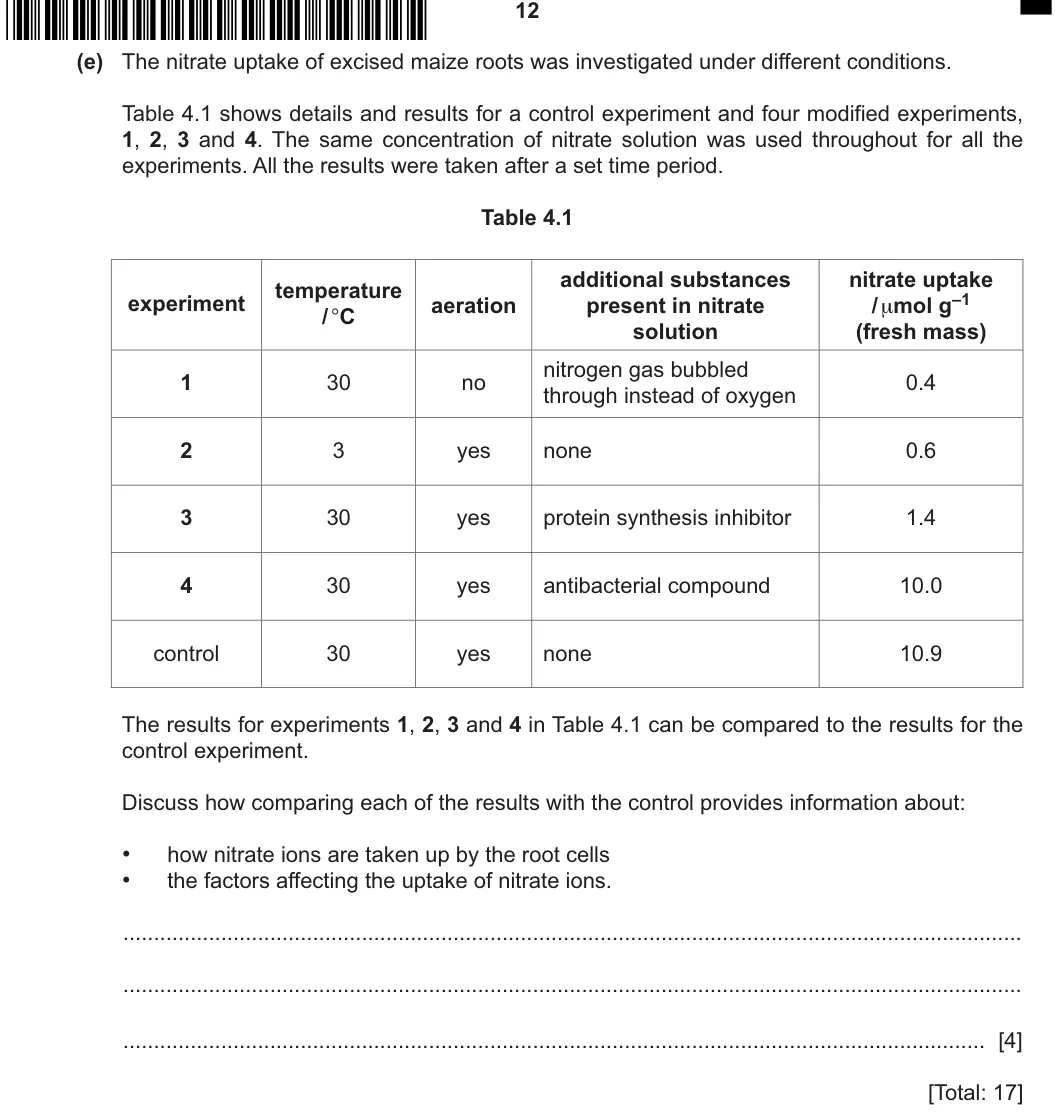 12
(e) The nitrate uptake of excised maize roots was investigated under different conditions.
Table 4.1 shows details and results for a control experiment and four modified experiments,
1, 2, 3 and 4. The same concentration of nitrate solution was used throughout for all the
experiments. All the results were taken after a set time period.
Table 4.1
experiment temperature /°C aeration additional substances present in nitrate solution nitrate uptake /μmol g⁻¹ (fresh mass)
1 30 no nitrogen gas bubbled through instead of oxygen 0.4
2 3 yes none 0.6
3 30 yes protein synthesis inhibitor 1.4
4 30 yes antibacterial compound 10.0
control 30 yes none 10.9
The results for experiments 1, 2, 3 and 4 in Table 4.1 can be compared to the results for the
control experiment.
Discuss how comparing each of the results with the control provides information about:
• how nitrate ions are taken up by the root cells
• the factors affecting the uptake of nitrate ions.
[4]
[Total: 17]